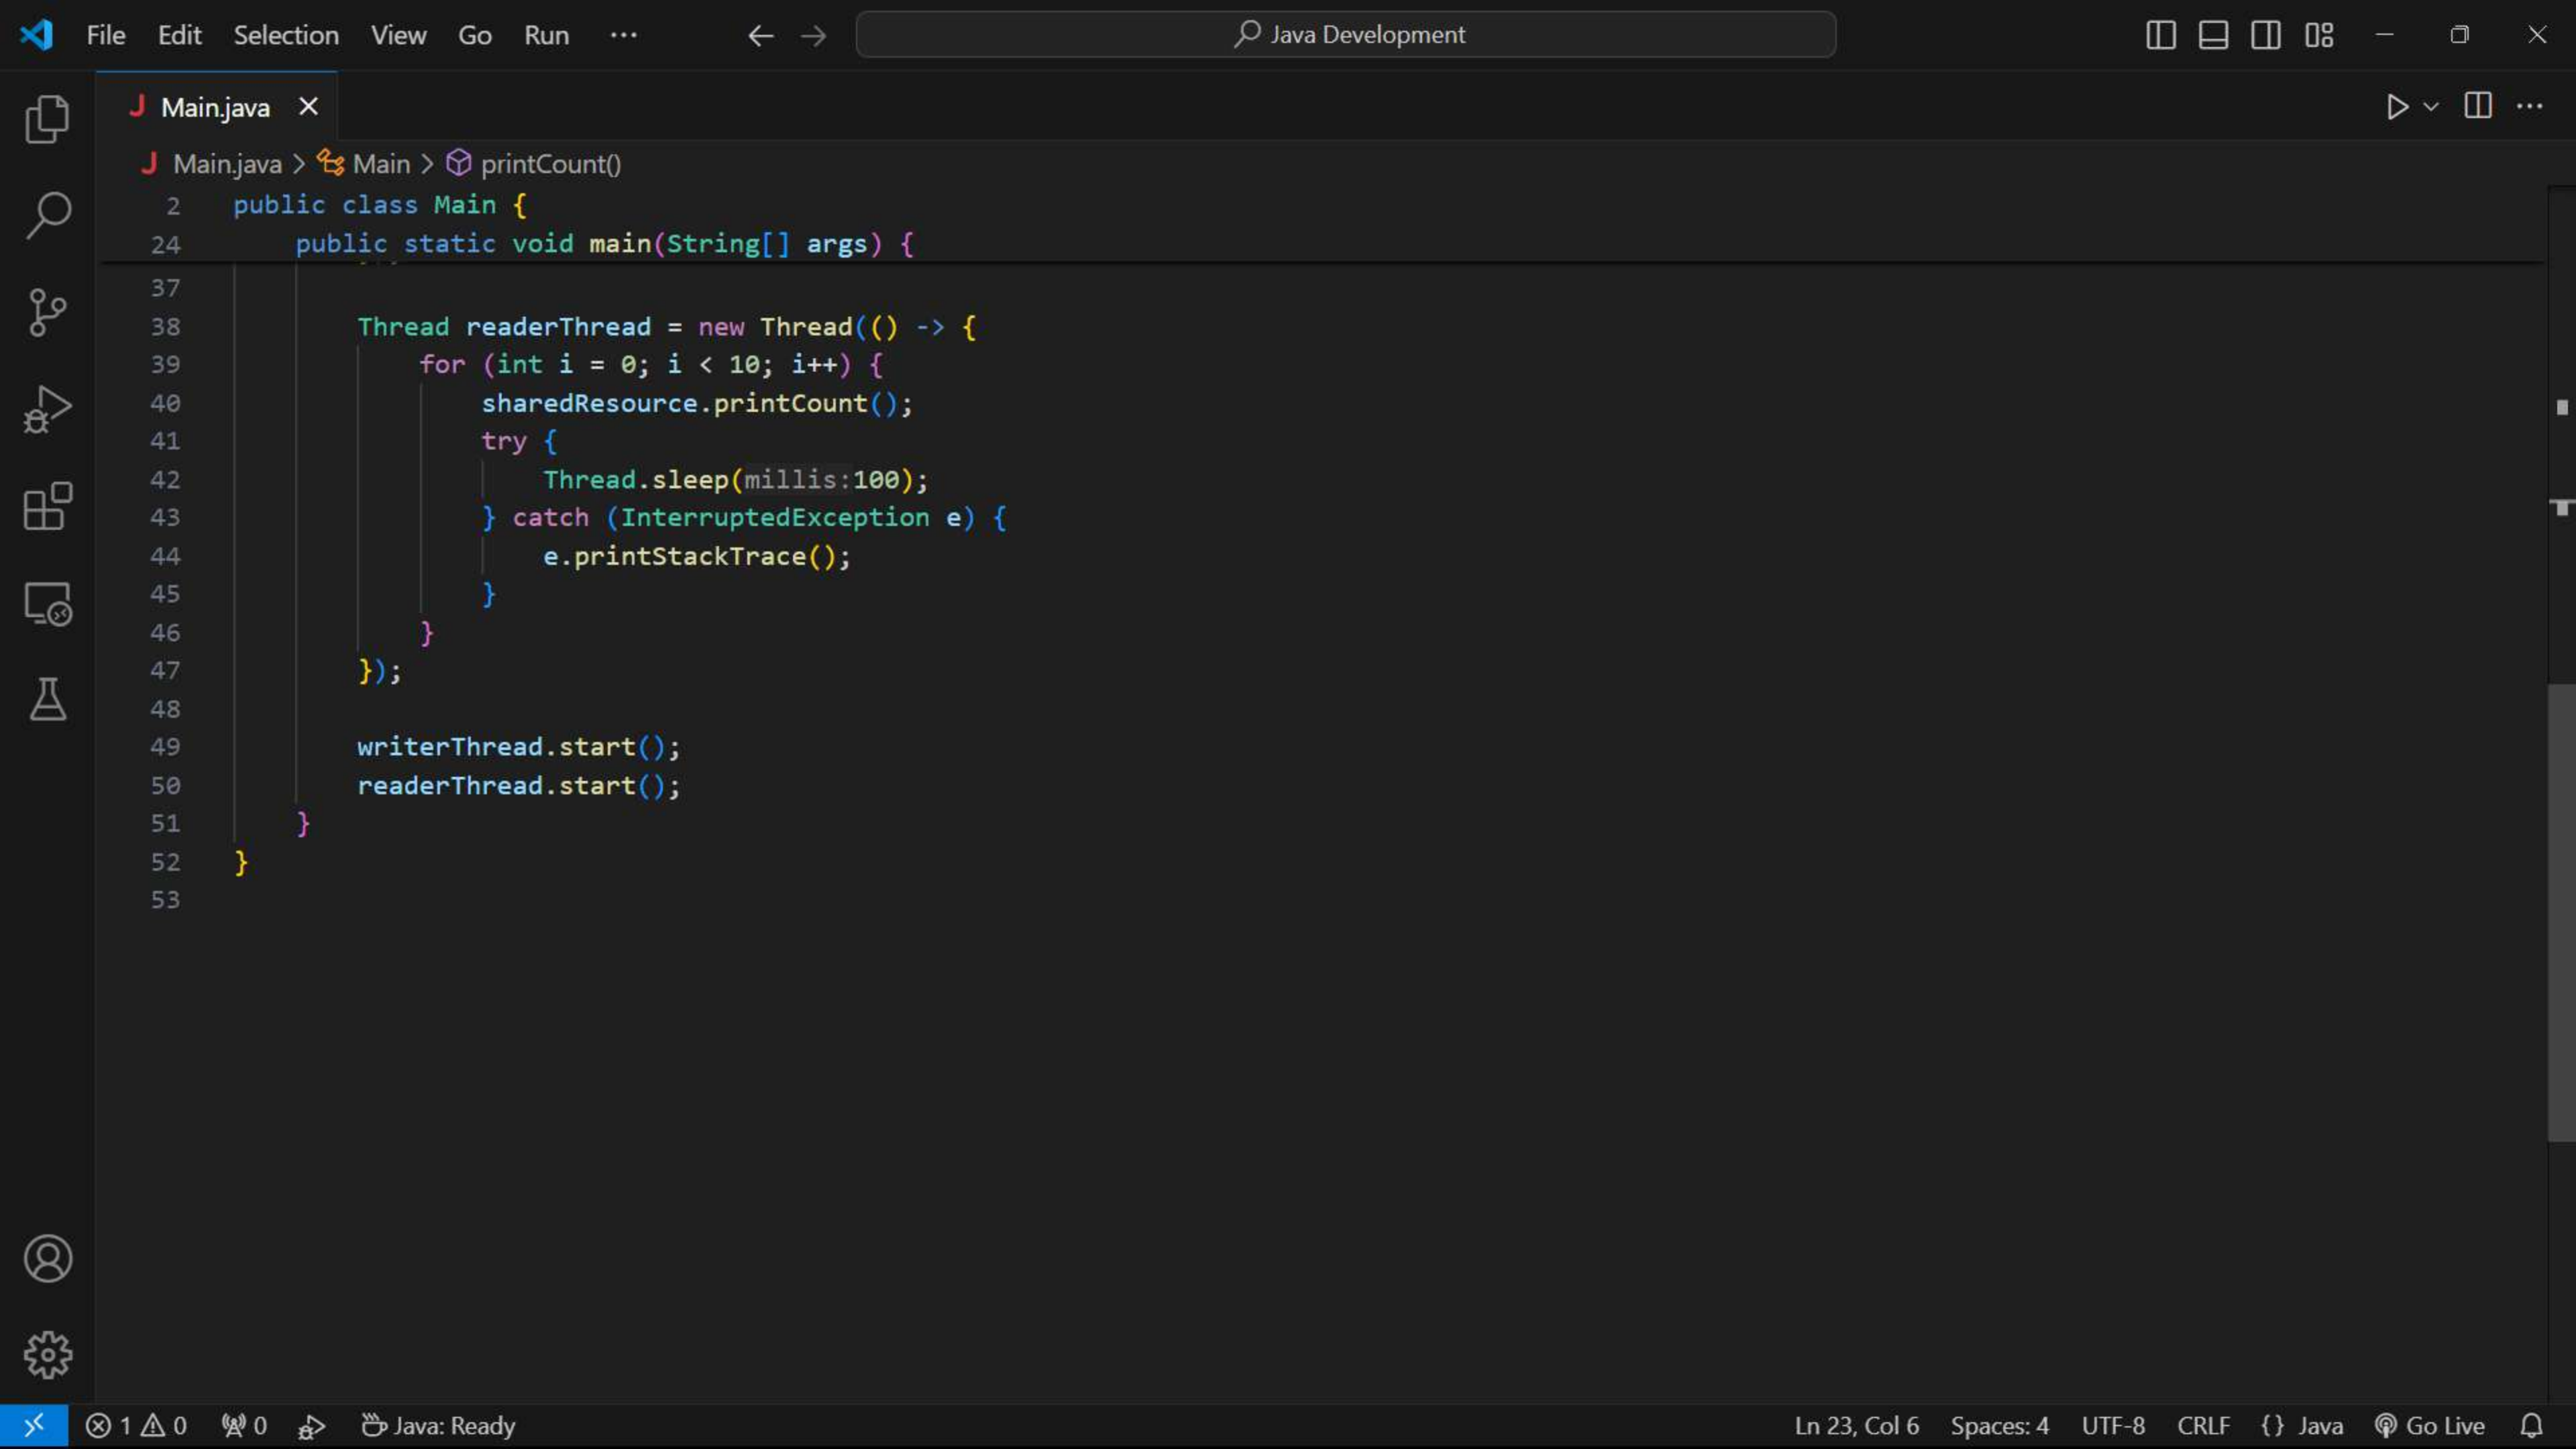 File Edit Selection View Go Run ··· Java Development
J Main.java
J Main.java > Main > printCount()
2 public class Main {
24 public static void main(String[] args) {
37
38 Thread readerThread = new Thread(() -> {
39 for (int i = 0; i < 10; i++) {
40 sharedResource.printCount();
41 try {
42 Thread.sleep(millis:100);
43 } catch (InterruptedException e) {
44 e.printStackTrace();
45 }
46 }
47 });
48
49 writerThread.start();
50 readerThread.start();
51 }
52 }
53
1 0 0 Java: Ready Ln 23, Col 6 Spaces: 4 UTF-8 CRLF {} Java Go Live